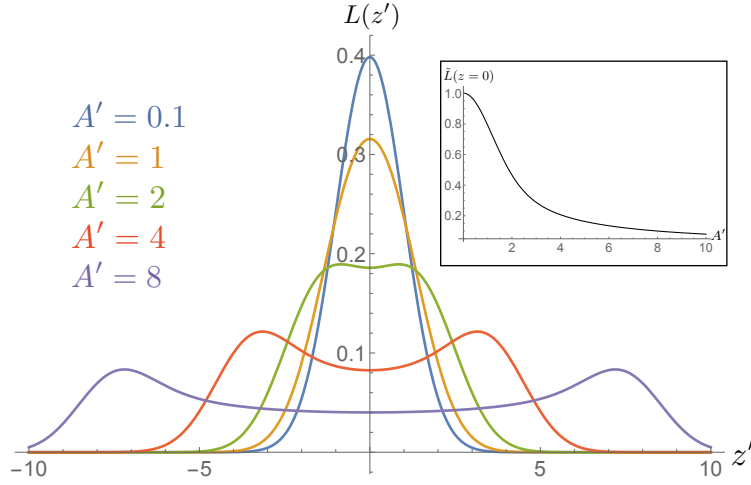 L(z′)
0.4
0.3
0.2
0.1
A′ = 0.1
A′ = 1
A′ = 2
A′ = 4
A′ = 8
L̃(z = 0)
1.0
0.8
0.6
0.4
0.2
2 4 6 8 10 A′
−10 −5 5 10 z′